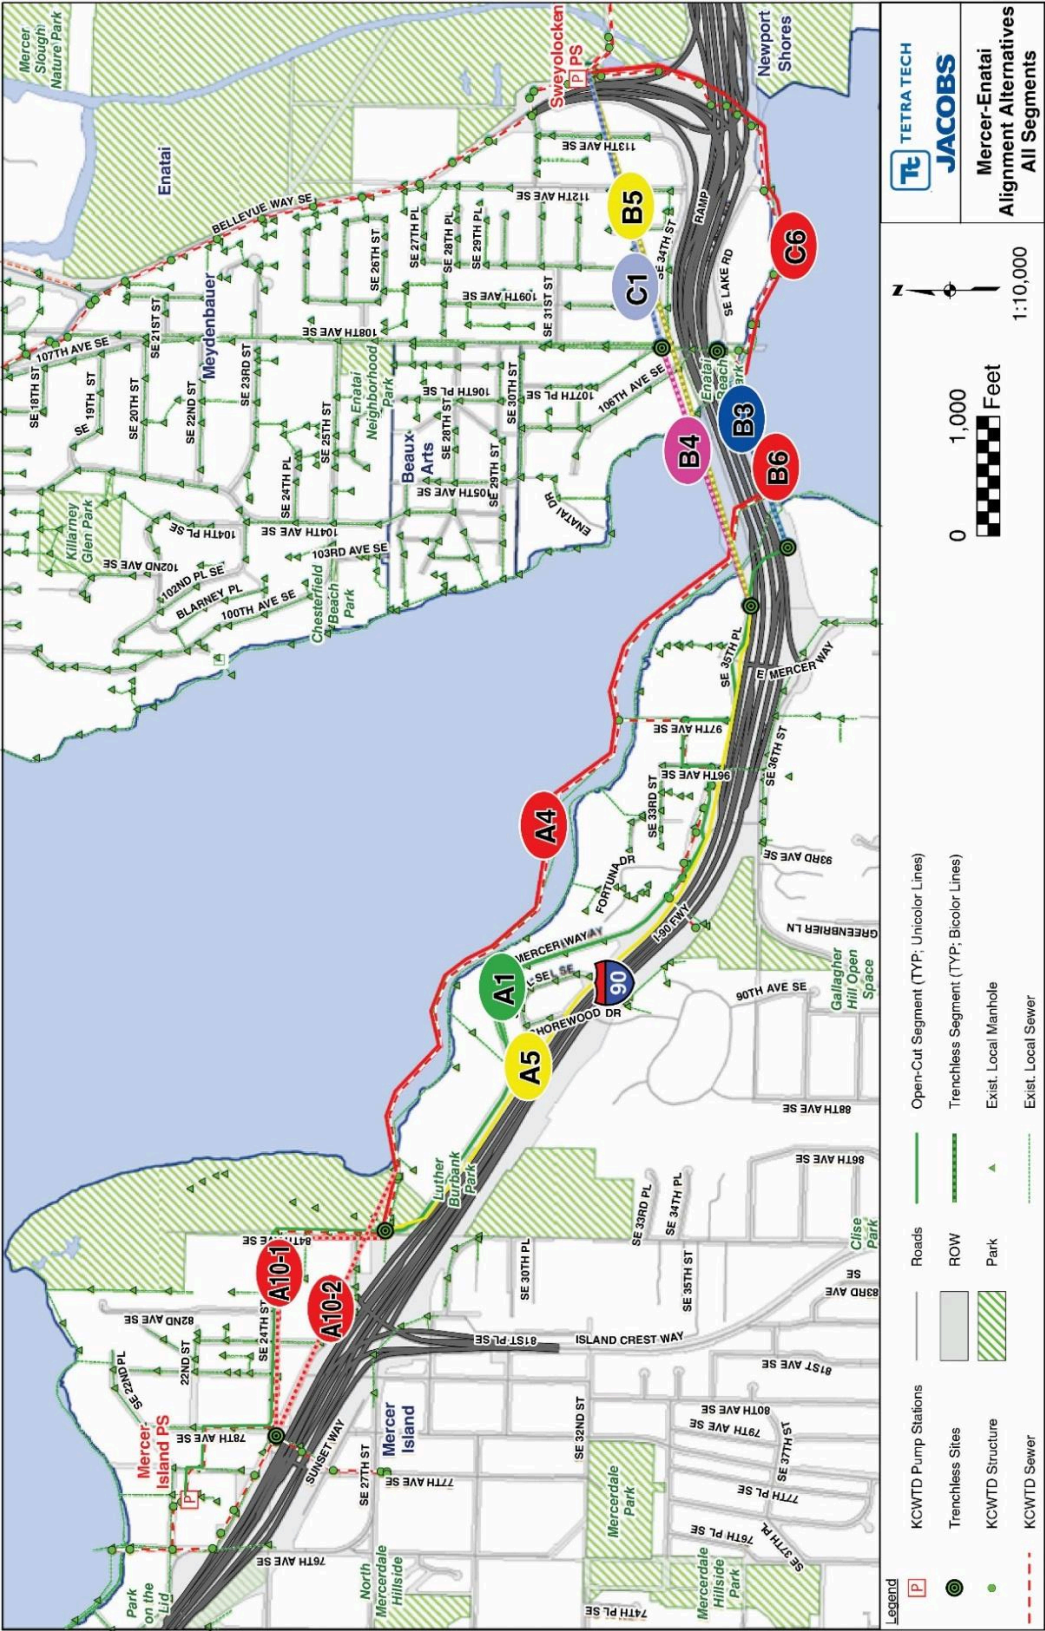 Mercer
Slough
Nature Park
Enatai
Sweyolocken
PS
P
Newport
Shores
BELLEVUE WAY SE
113TH AVE SE
112TH AVE SE
B5
RAMP
SE 34TH ST
C1
SE LAKE RD
C6
SE 27TH PL
SE 28TH PL
SE 29TH PL
SE 26TH ST
109TH AVE SE
SE 31ST ST
108TH AVE SE
107TH AVE SE
SE 21ST ST
Meydenbauer
SE 18TH ST
SE 19TH ST
SE 20TH ST
SE 22ND ST
SE 23RD ST
SE 25TH ST
Enatai
Neighborhood
Park
106TH PL SE
SE 30TH ST
107TH PL SE
106TH AVE SE
Enatai
Beach
Park
B3
B4
B6
SE 24TH PL
Beaux
Arts
SE 28TH ST
105TH AVE SE
SE 29TH ST
ENATAI DR
Killarney
Glen Park
104TH PL SE
104TH AVE SE
103RD AVE SE
102ND AVE SE
102ND PL SE
BLARNEY PL
100TH AVE SE
Chesterfield
Beach
Park
SE 35TH PL
E MERCER WAY
97TH AVE SE
96TH AVE SE
SE 36TH ST
SE 33RD ST
A4
93RD AVE SE
FORTUNA DR
I-90 FWY
GREENBRIER LN
MERCER WAY
A1
90
SHOREWOOD DR
90TH AVE SE
Gallagher
Hill Open
Space
A5
88TH AVE SE
86TH AVE SE
Luther
Burbank
Park
SE 33RD PL
SE 34TH PL
Clise
Park
84TH AVE SE
A10-1
SE 30TH PL
SE 35TH ST
83RD AVE SE
A10-2
82ND AVE SE
SE 24TH ST
81ST PL SE
ISLAND CREST WAY
81ST AVE SE
22ND ST
SE 22ND PL
Mercer
Island PS
P
78TH AVE SE
SUNSET WAY
SE 27TH ST
Mercer
Island
77TH AVE SE
SE 32ND ST
80TH AVE SE
79TH AVE SE
SE 37TH ST
77TH PL SE
Mercerdale
Park
76TH PL SE
SE 37TH PL
76TH AVE SE
Park
on the
Lid
North
Mercerdale
Hillside
Mercerdale
Hillside
Park
74TH PL SE
Legend
P KCWTD Pump Stations
Trenchless Sites
KCWTD Structure
KCWTD Sewer
Roads
ROW
Park
Open-Cut Segment (TYP; Unicolor Lines)
Trenchless Segment (TYP; Bicolor Lines)
Exist. Local Manhole
Exist. Local Sewer
0 1,000
Feet
N
1:10,000
Tt TETRA TECH
JACOBS
Mercer-Enatai
Alignment Alternatives
All Segments